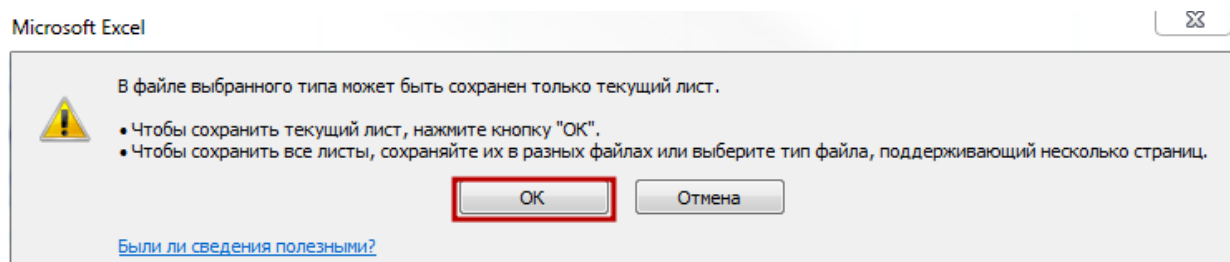 Microsoft Excel
В файле выбранного типа может быть сохранен только текущий лист.
• Чтобы сохранить текущий лист, нажмите кнопку "ОК".
• Чтобы сохранить все листы, сохраняйте их в разных файлах или выберите тип файла, поддерживающий несколько страниц.
ОК Отмена
Были ли сведения полезными?